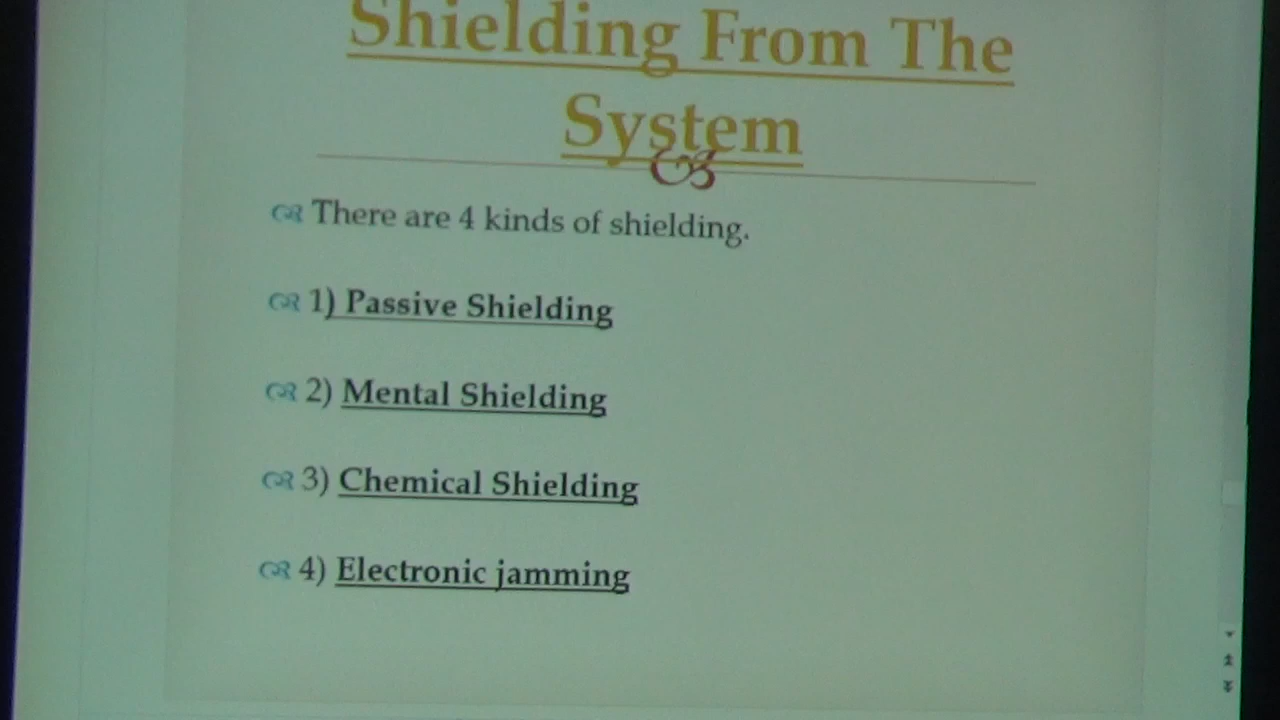 Shielding From The
System
There are 4 kinds of shielding.
1) Passive Shielding
2) Mental Shielding
3) Chemical Shielding
4) Electronic jamming